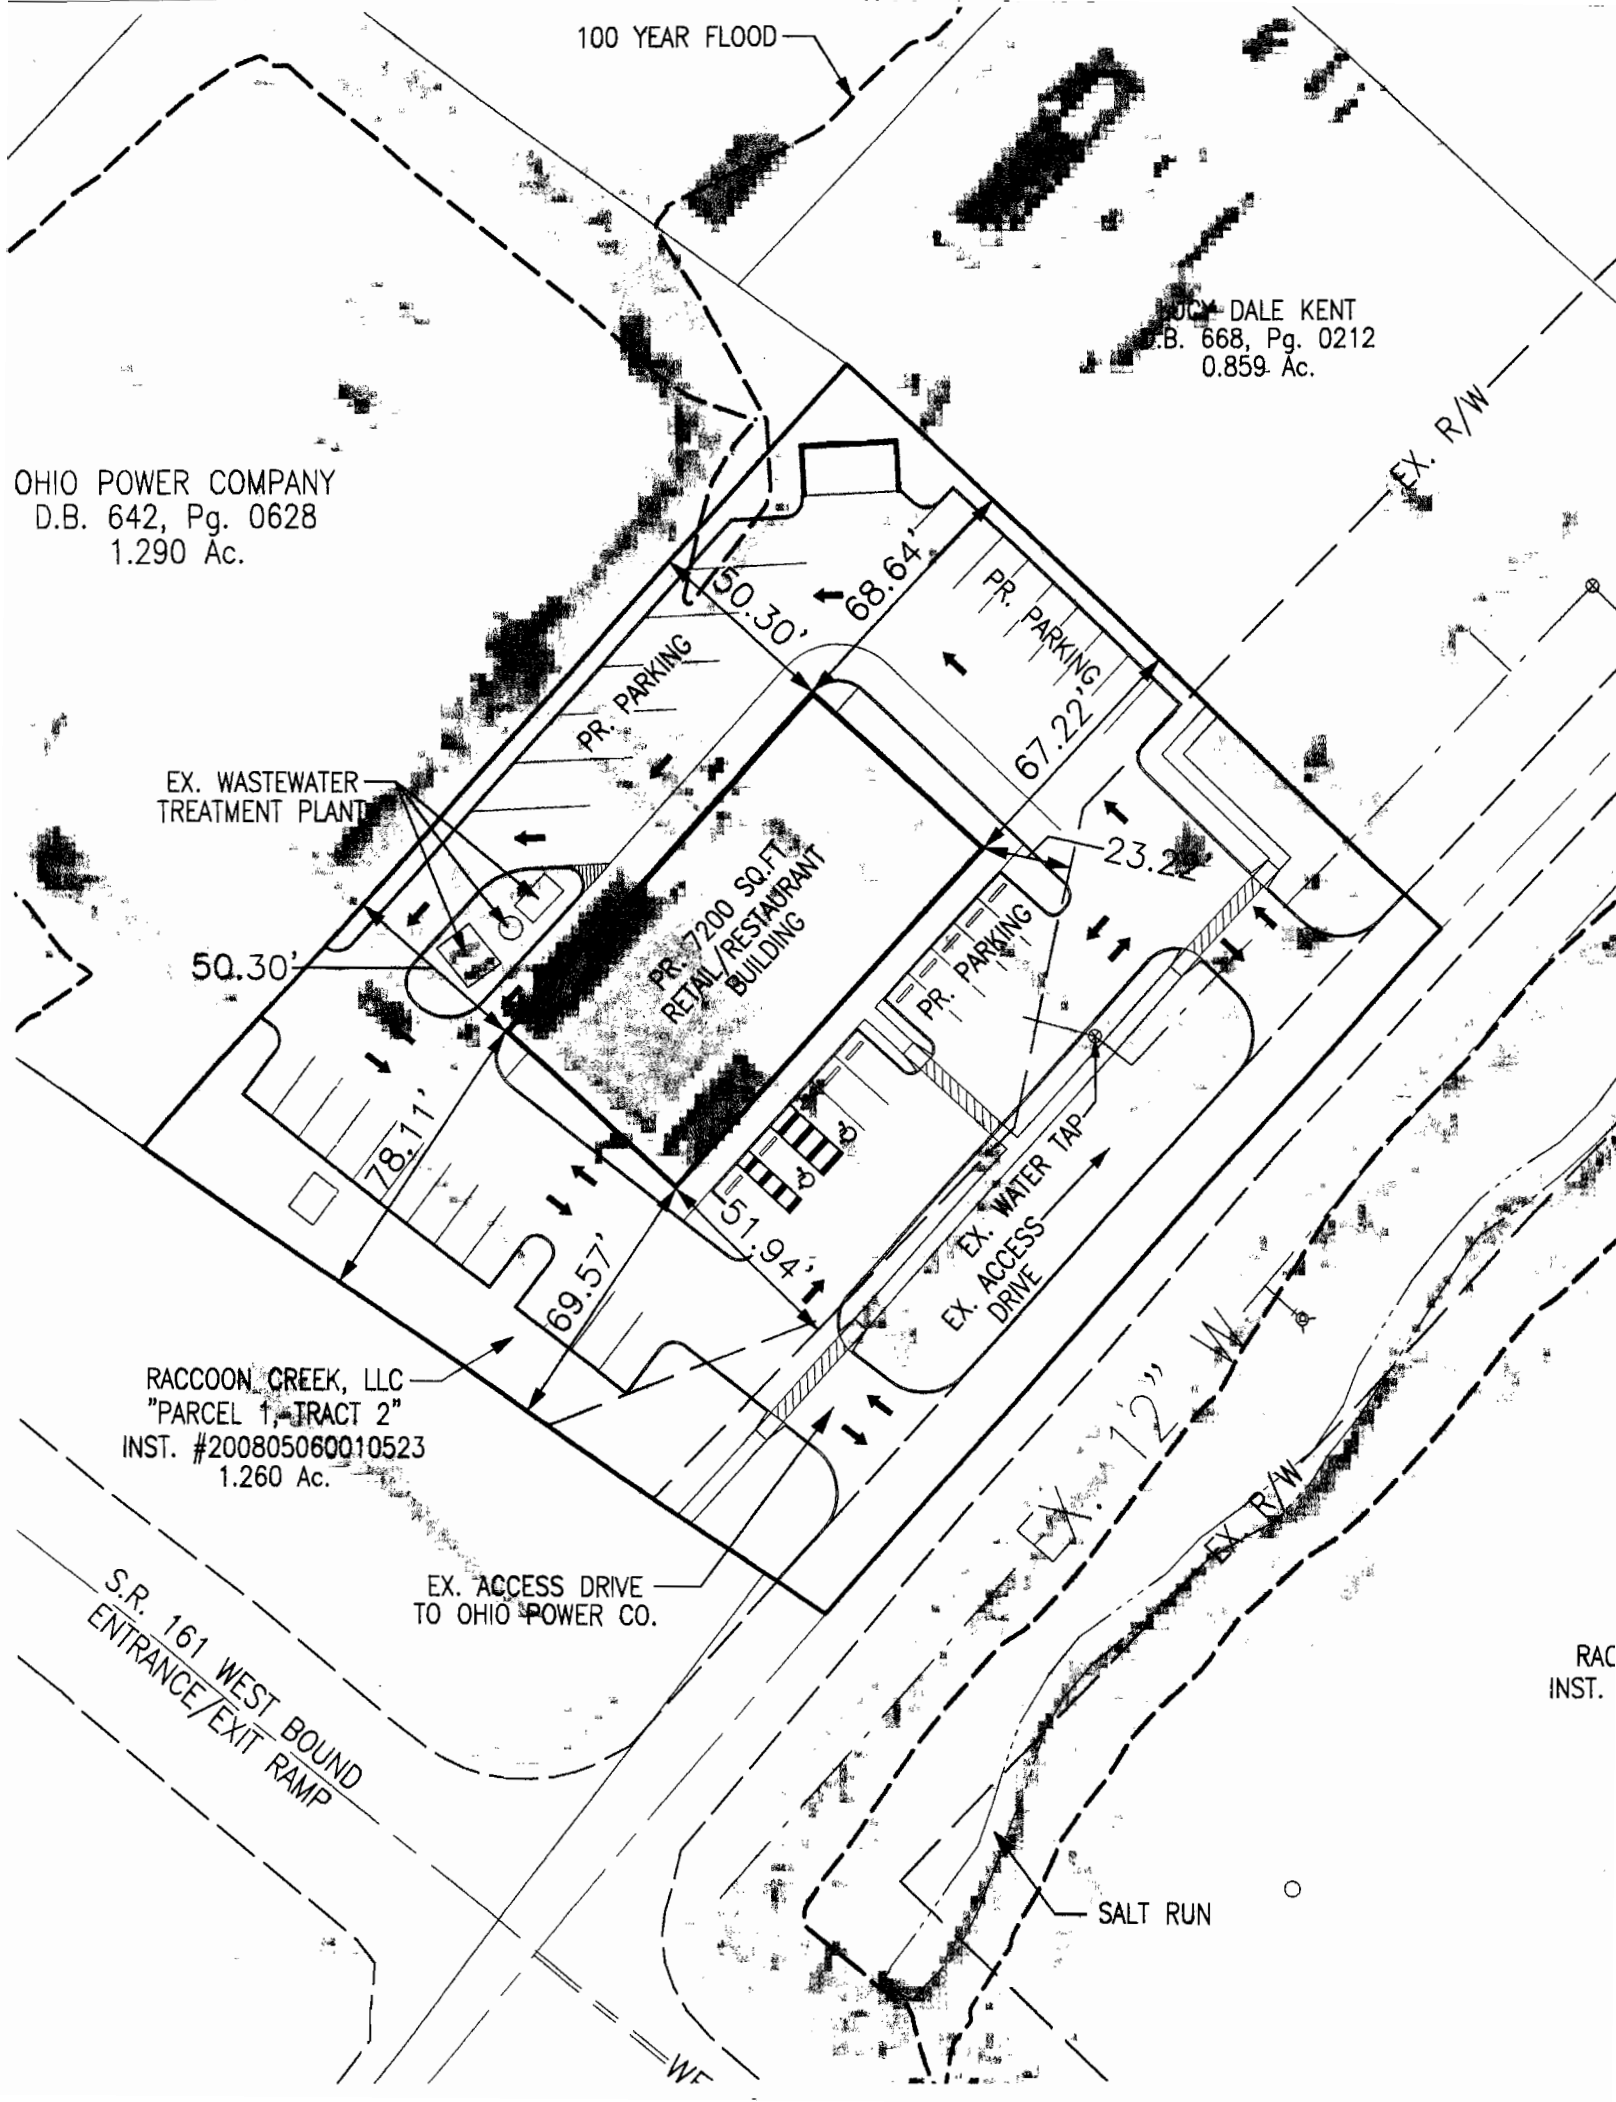 100 YEAR FLOOD
DALE KENT
668, Pg. 0212
0.859 Ac.
EX. R/W
OHIO POWER COMPANY
D.B. 642, Pg. 0628
1.290 Ac.
50.30'
68.64'
PR. PARKING
PR. PARKING
67.22'
EX. WASTEWATER
TREATMENT PLANT
23.22
PR. 7200 SQ.FT.
RETAIL/RESTAURANT
BUILDING
PR. PARKING
50.30'
78.11'
51.94'
69.57'
EX. WATER TAP
EX. ACCESS
DRIVE
RACCOON CREEK, LLC
"PARCEL 1, TRACT 2"
INST. #200805060010523
1.260 Ac.
EX. 12" W
EX. R/W
EX. ACCESS DRIVE
TO OHIO POWER CO.
S.R. 161 WEST BOUND
ENTRANCE/EXIT RAMP
RAC
INST.
SALT RUN